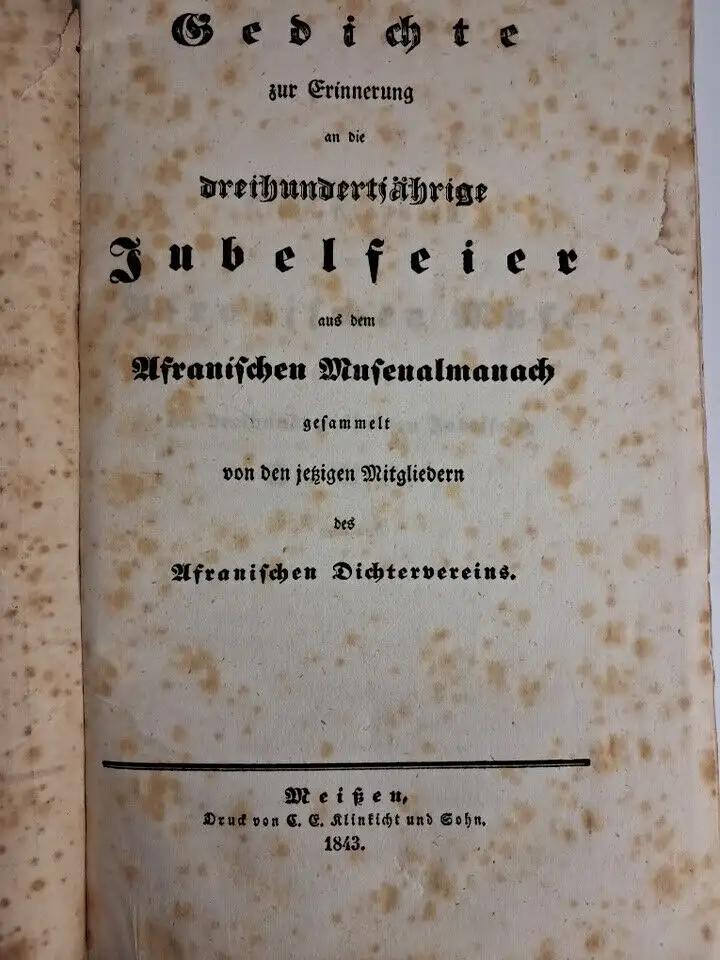 Gedichte
zur Erinnerung
an die
dreihundertjährige
Jubelfeier
aus dem
Afranischen Musenalmanach
gesammelt
von den jetzigen Mitgliedern
des
Afranischen Dichtervereins.
Meißen,
Druck von C. E. Klinkicht und Sohn.
1843.